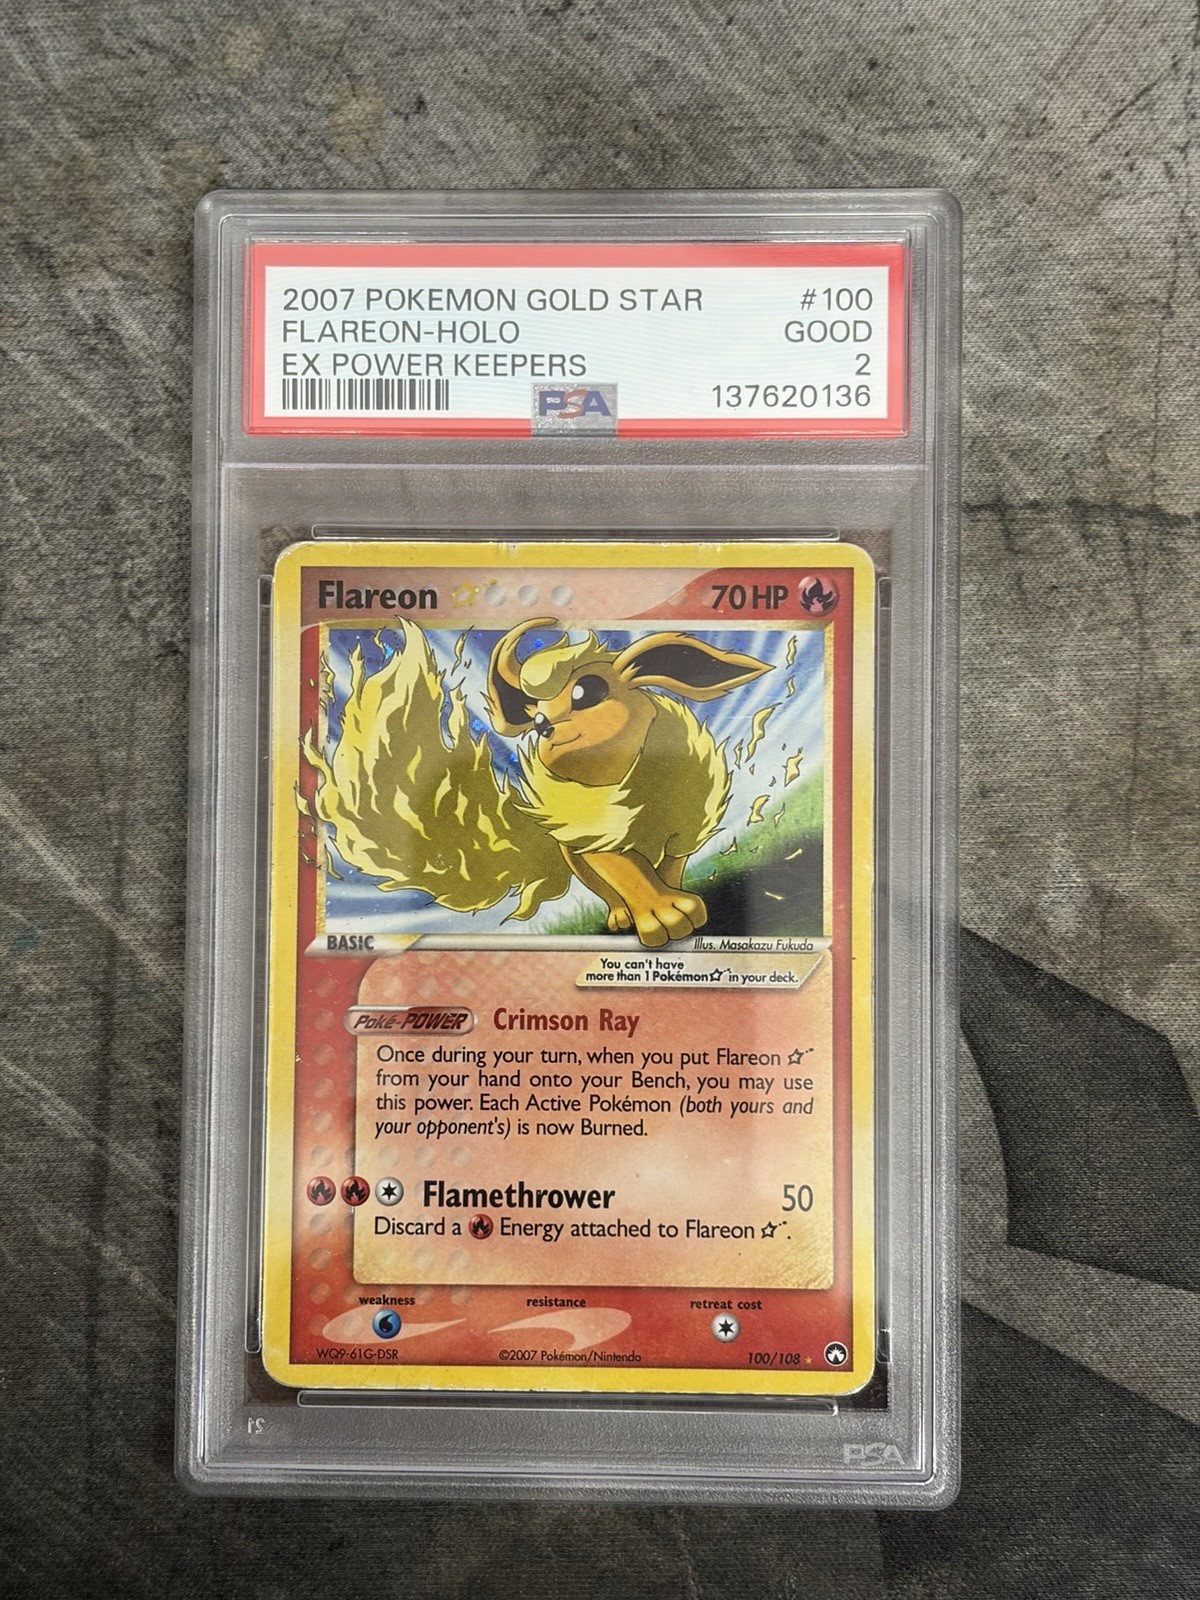 2007 POKEMON GOLD STAR #100
FLAREON-HOLO GOOD
EX POWER KEEPERS 2
PSA 137620136
Flareon ☆ 70 HP
BASIC
Illus. Masakazu Fukuda
You can't have
more than 1 Pokémon ☆ in your deck.
Poké-POWER Crimson Ray
Once during your turn, when you put Flareon ☆
from your hand onto your Bench, you may use
this power. Each Active Pokémon (both yours and
your opponent's) is now Burned.
Flamethrower 50
Discard a Energy attached to Flareon ☆.
weakness resistance retreat cost
WQ9-61G-DSR ©2007 Pokémon/Nintendo 100/108 ★
21
PSA